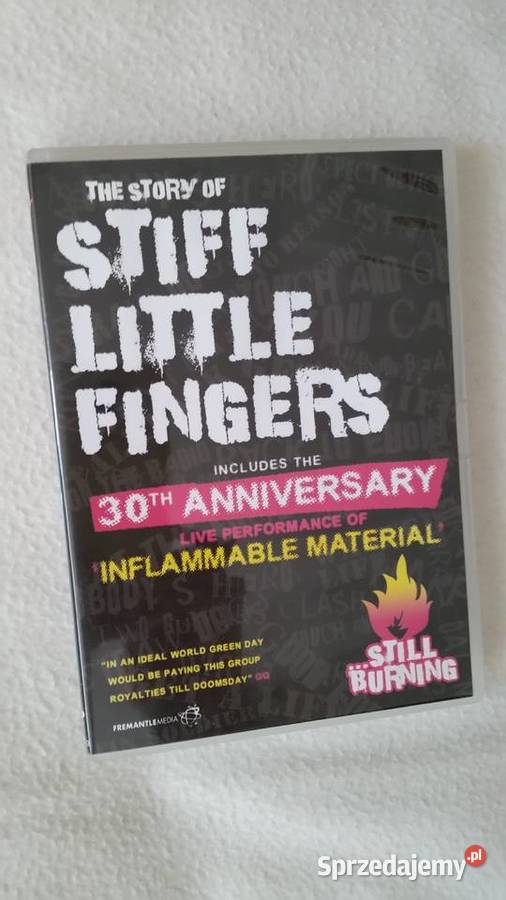 THE STORY OF
STIFF
LITTLE
FINGERS
INCLUDES THE
30TH ANNIVERSARY
LIVE PERFORMANCE OF
'INFLAMMABLE MATERIAL'
"IN AN IDEAL WORLD GREEN DAY
WOULD BE PAYING THIS GROUP
ROYALTIES TILL DOOMSDAY" GQ
...STILL
BURNING
FREMANTLEMEDIA
Sprzedajemy.pl